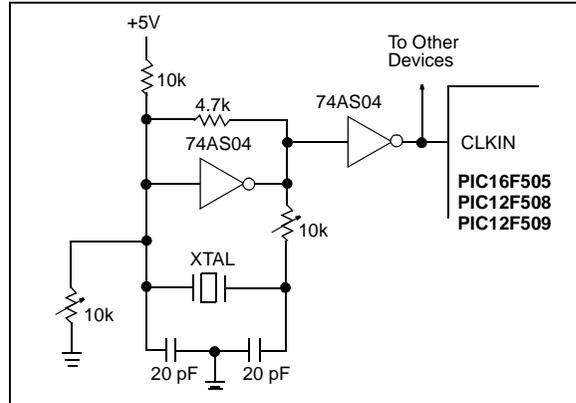 +5V
10k
4.7k
74AS04
74AS04
To Other
Devices
CLKIN
PIC16F505
PIC12F508
PIC12F509
10k
XTAL
10k
20 pF
20 pF